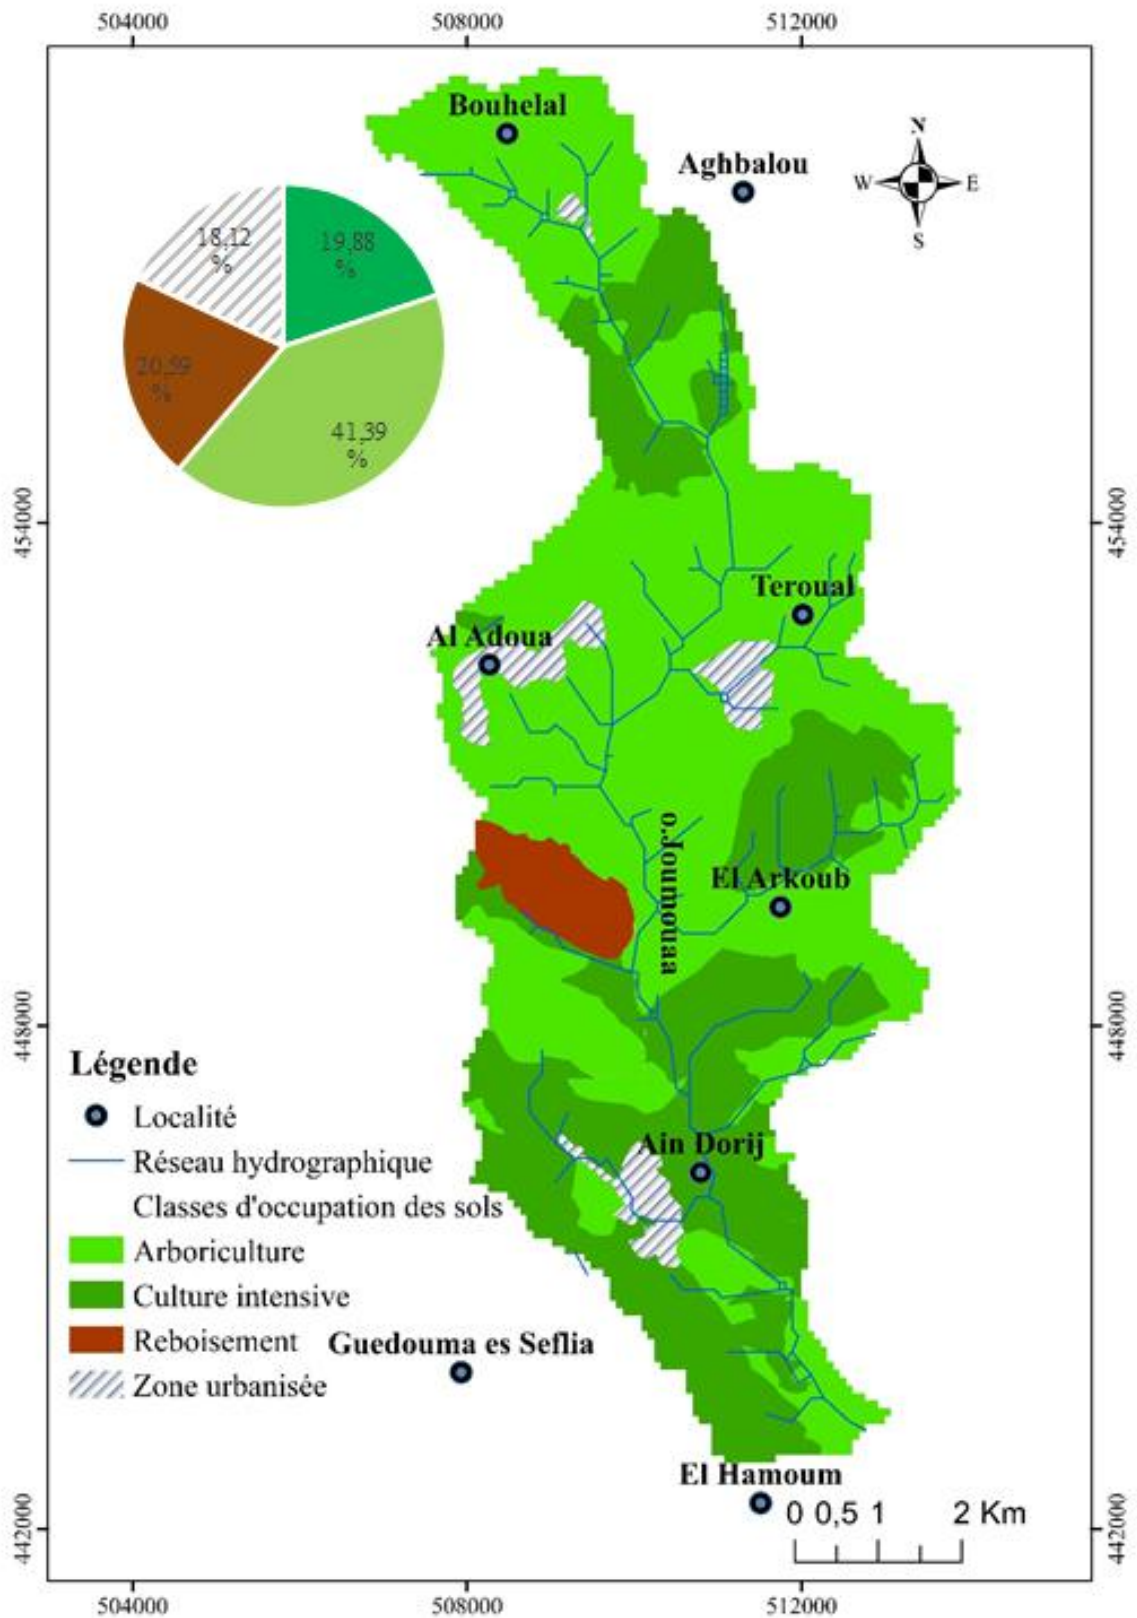 504000
508000
512000
Bouhelal
Aghbalou
N
W
E
S
18,12
%
19,88
%
20,59
%
41,39
%
454000
454000
Teroual
Al Adoua
o.Joumouaa
El Arkoub
448000
448000
Légende
Localité
Réseau hydrographique
Classes d'occupation des sols
Arboriculture
Culture intensive
Reboisement
Zone urbanisée
Ain Dorij
Guedouma es Seflia
El Hamoum
0 0,5 1 2 Km
442000
442000
504000
508000
512000